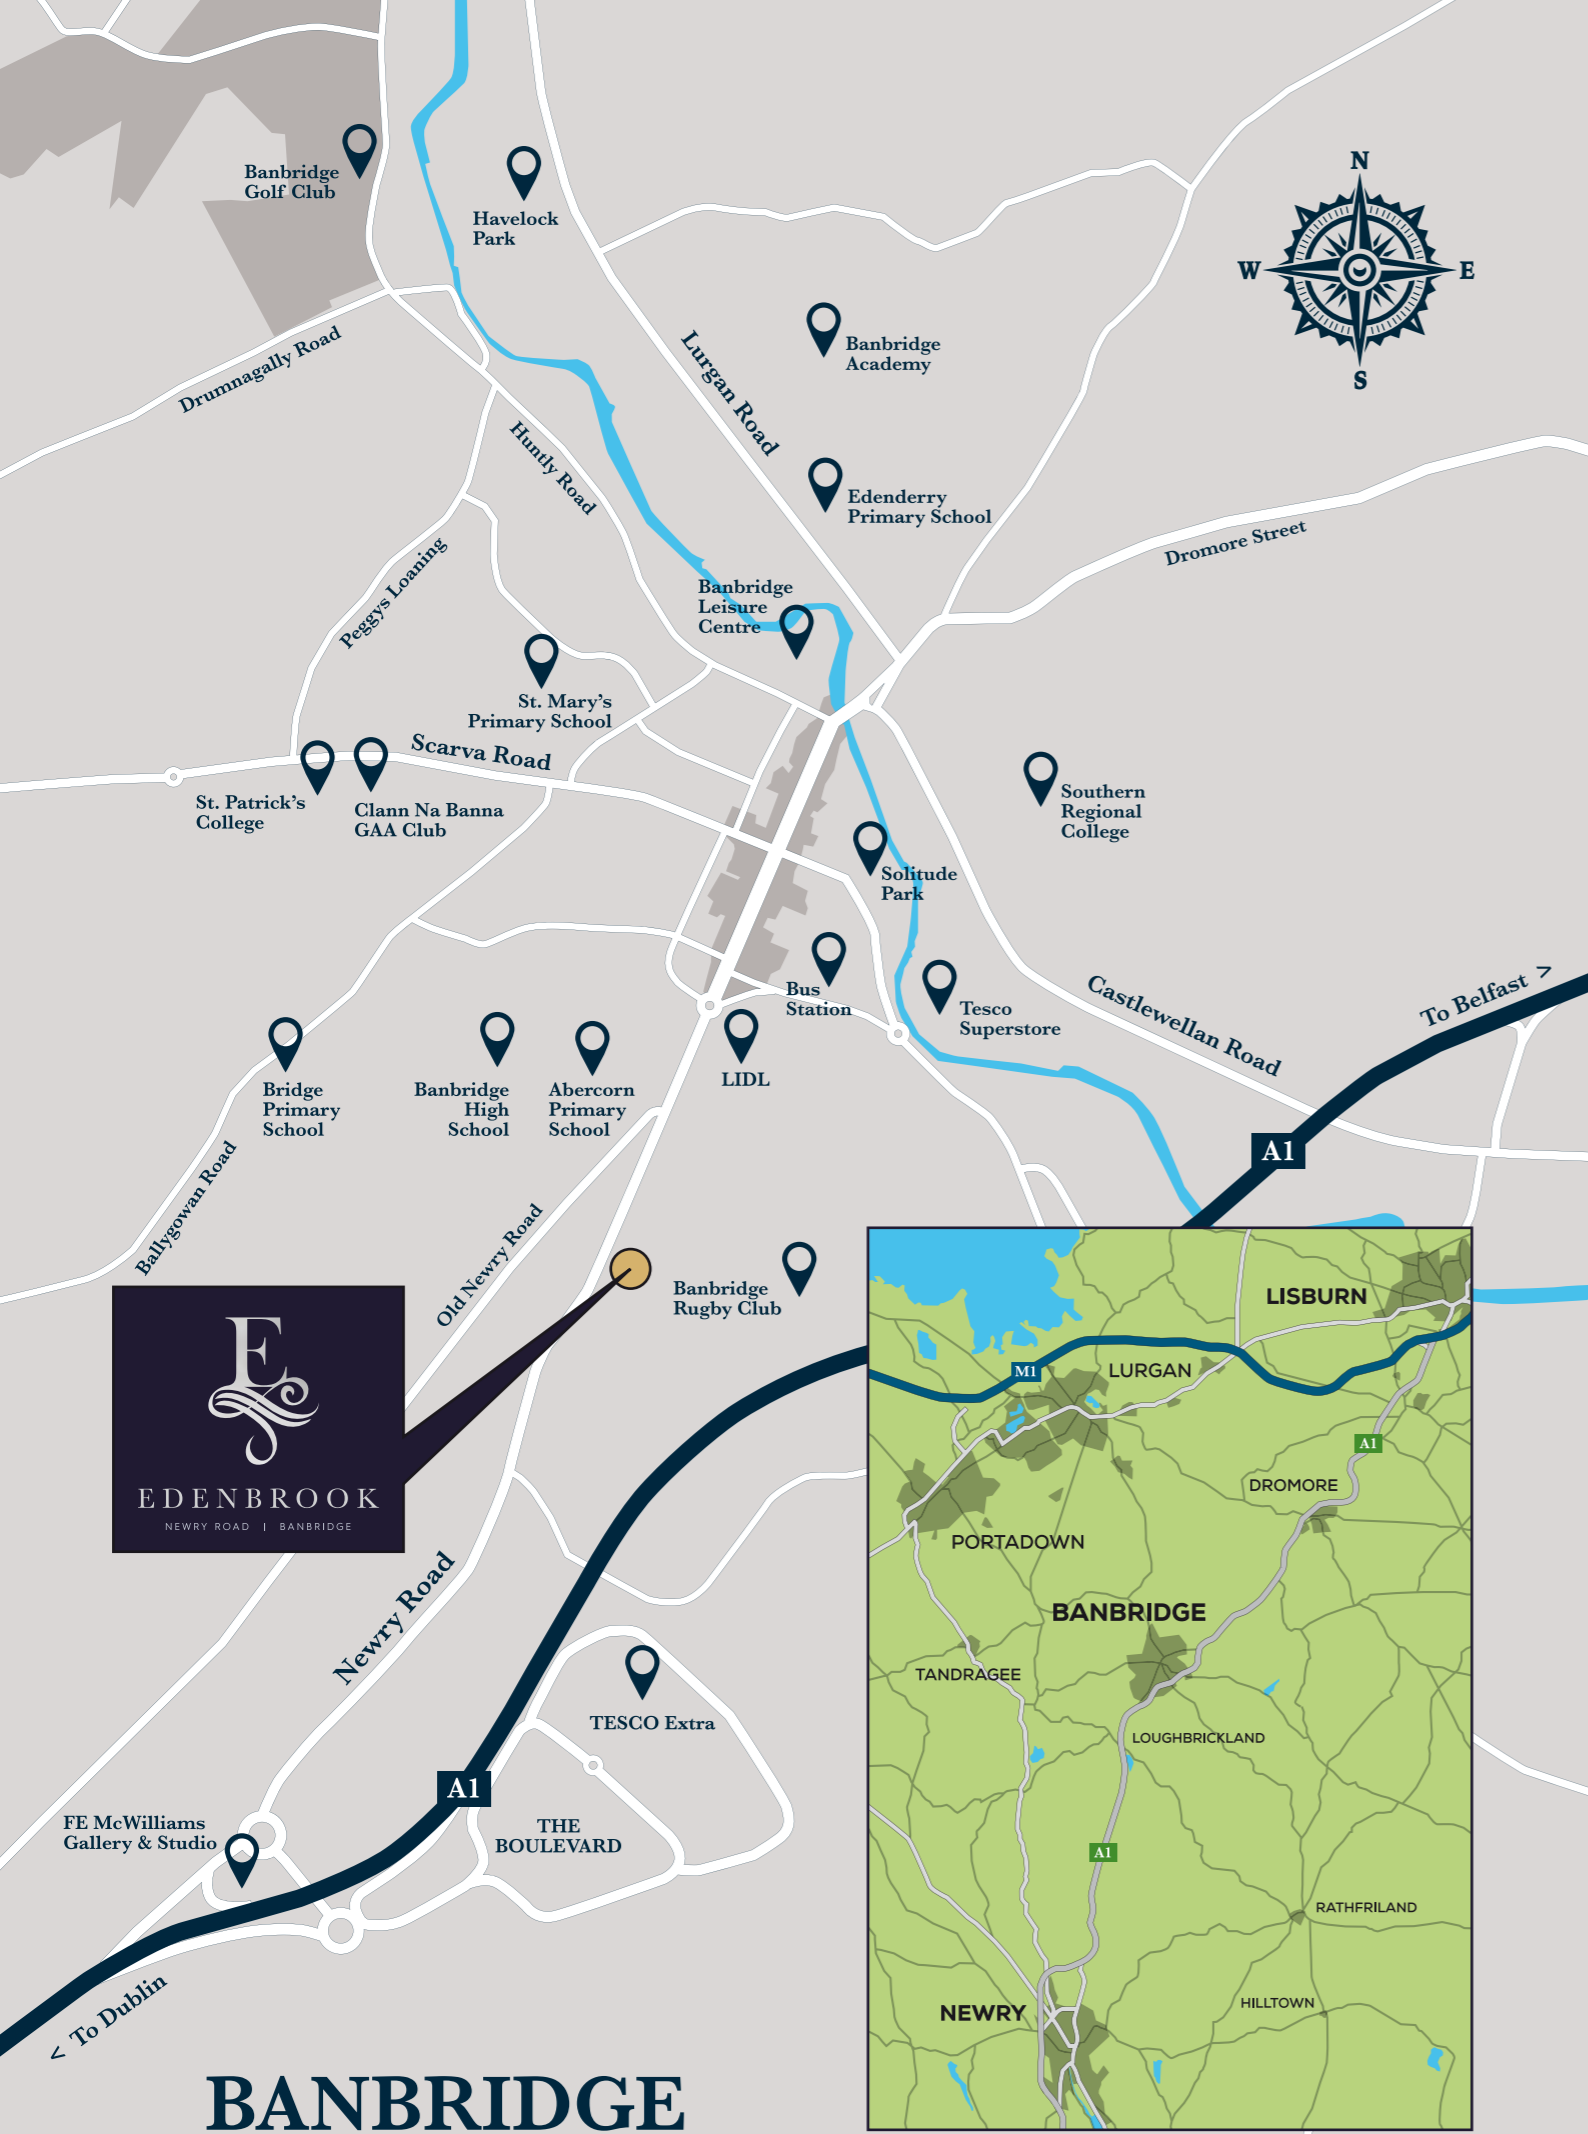 N
W
E
S
Banbridge
Golf Club
Havelock
Park
Drumnagally Road
Lurgan Road
Banbridge
Academy
Huntly Road
Edenderry
Primary School
Dromore Street
Peggys Loaning
Banbridge
Leisure
Centre
St. Mary's
Primary School
Scarva Road
St. Patrick's
College
Clann Na Banna
GAA Club
Southern
Regional
College
Solitude
Park
Bus
Station
Tesco
Superstore
Castlewellan Road
To Belfast >
LIDL
Bridge
Primary
School
Banbridge
High
School
Abercorn
Primary
School
A1
Ballygowan Road
Old Newry Road
Banbridge
Rugby Club
E
EDENBROOK
NEWRY ROAD | BANBRIDGE
Newry Road
TESCO Extra
A1
THE
BOULEVARD
FE McWilliams
Gallery & Studio
< To Dublin
BANBRIDGE
LISBURN
M1
LURGAN
A1
DROMORE
PORTADOWN
BANBRIDGE
TANDRAGEE
LOUGHBRICKLAND
A1
RATHFRILAND
NEWRY
HILLTOWN